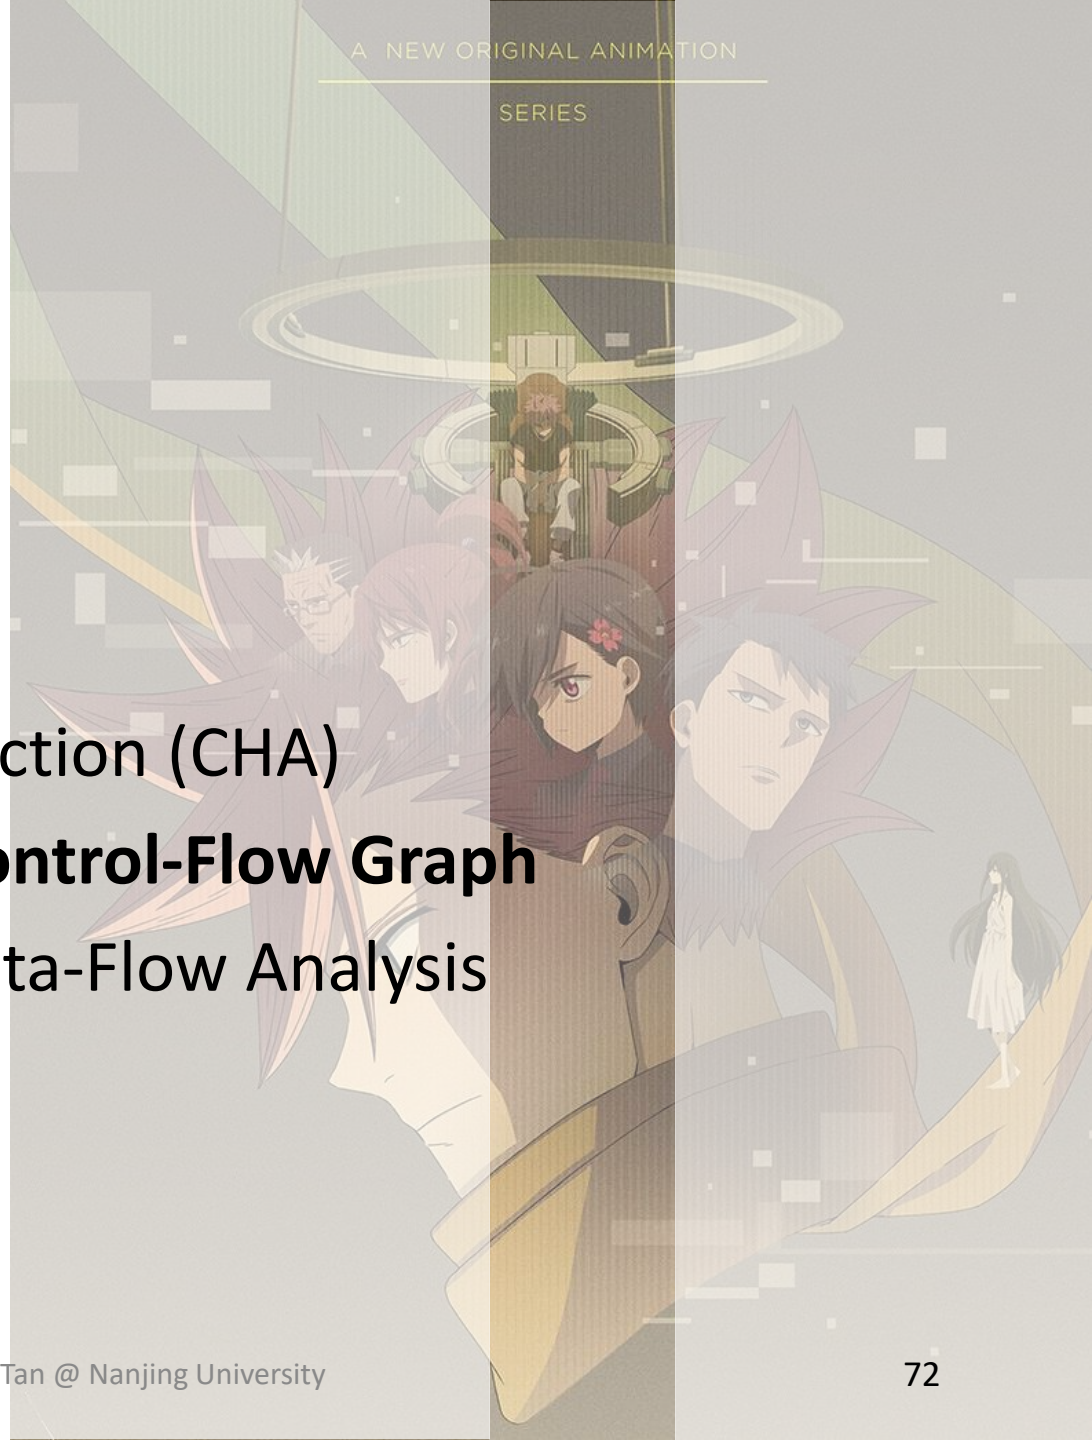 A NEW ORIGINAL ANIMATION
SERIES
ction (CHA)
ontrol-Flow Graph
ta-Flow Analysis
Tan @ Nanjing University
72